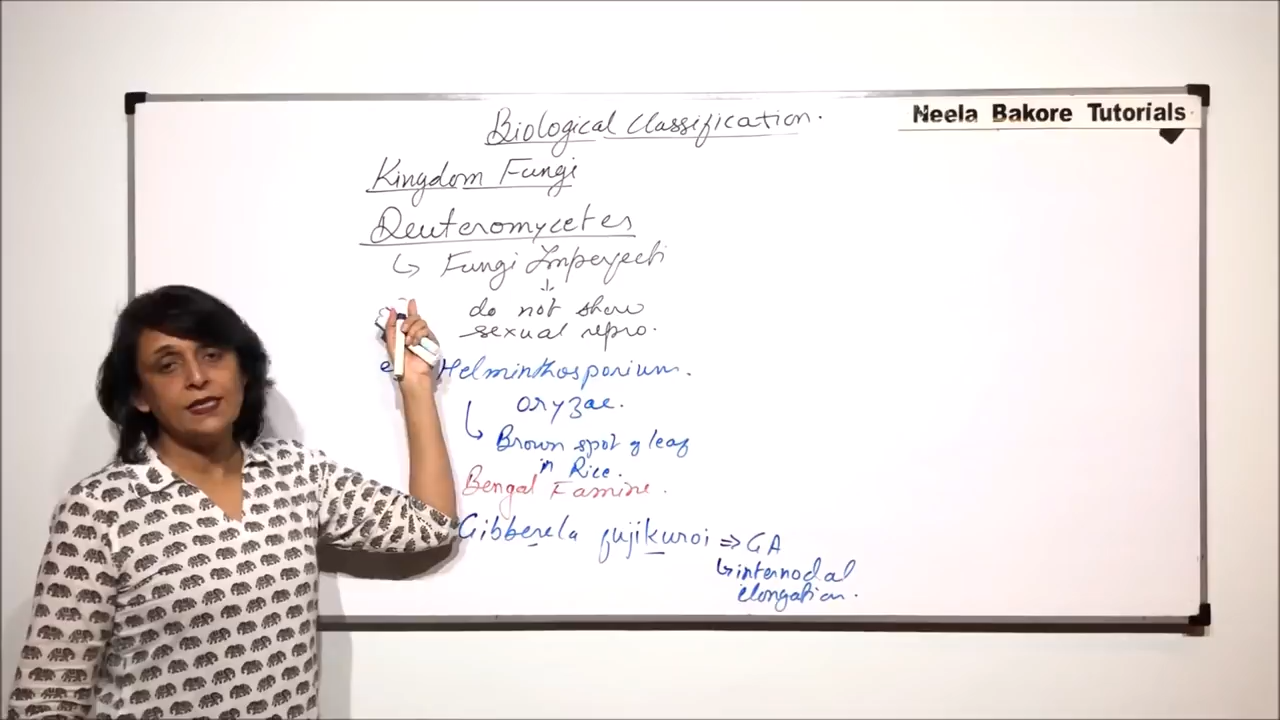 Biological Classification.
Neela Bakore Tutorials
Kingdom Fungi
Deuteromycetes
↳ Fungi Imperfecti
↓
do not show
sexual repro.
Helminthosporium.
oryzae.
↳ Brown spot of leaf
in Rice.
Bengal Famine.
Gibberela fujikuroi ⇒ GA
↳ internodal
elongation.